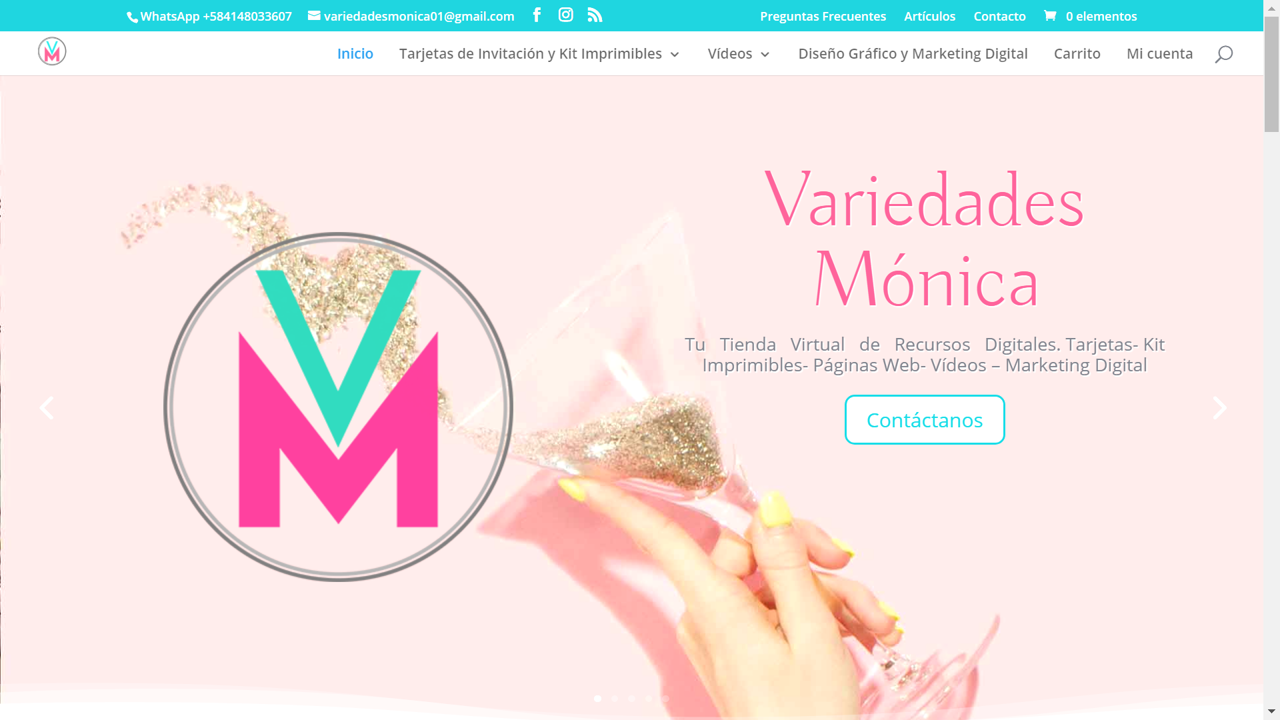 WhatsApp +584148033607 variedadesmonica01@gmail.com Preguntas Frecuentes Artículos Contacto 0 elementos
VM Inicio Tarjetas de Invitación y Kit Imprimibles Vídeos Diseño Gráfico y Marketing Digital Carrito Mi cuenta
Variedades
Mónica
VM
Tu Tienda Virtual de Recursos Digitales. Tarjetas- Kit
Imprimibles- Páginas Web- Vídeos – Marketing Digital
Contáctanos